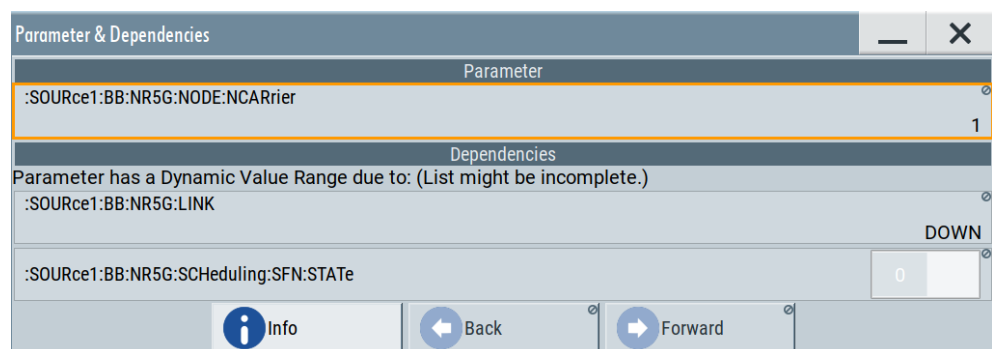 Parameter & Dependencies
Parameter
:SOURce1:BB:NR5G:NODE:NCARrier
1
Dependencies
Parameter has a Dynamic Value Range due to: (List might be incomplete.)
:SOURce1:BB:NR5G:LINK
DOWN
:SOURce1:BB:NR5G:SCHeduling:SFN:STATe
0
Info
Back
Forward